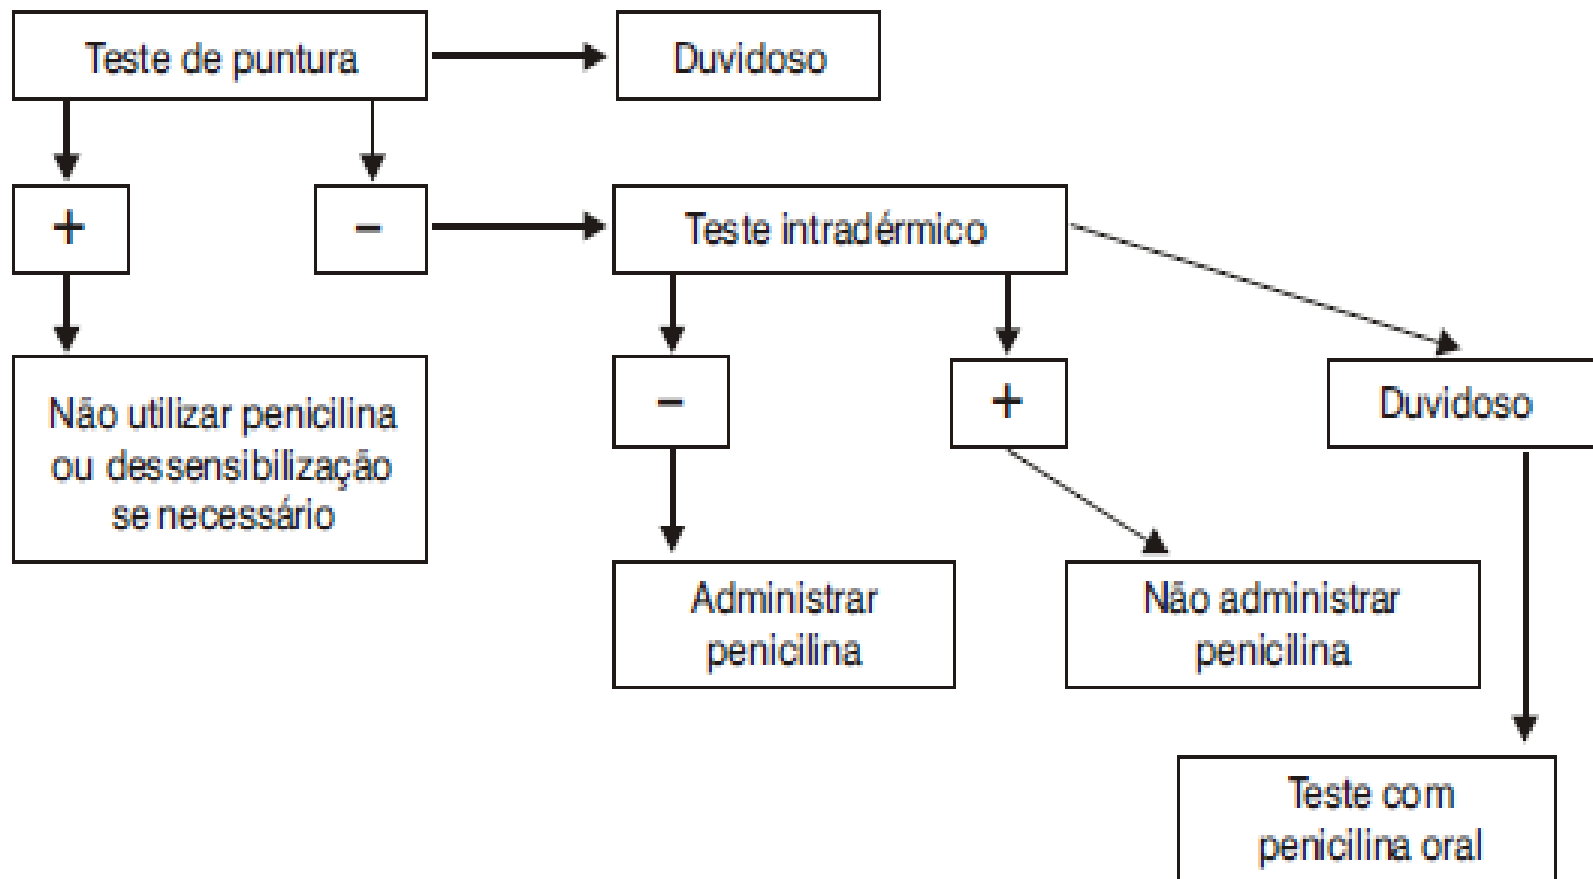 Teste de puntura
Duvidoso
+
–
Teste intradérmico
Não utilizar penicilina
ou dessensibilização
se necessário
–
+
Duvidoso
Administrar
penicilina
Não administrar
penicilina
Teste com
penicilina oral